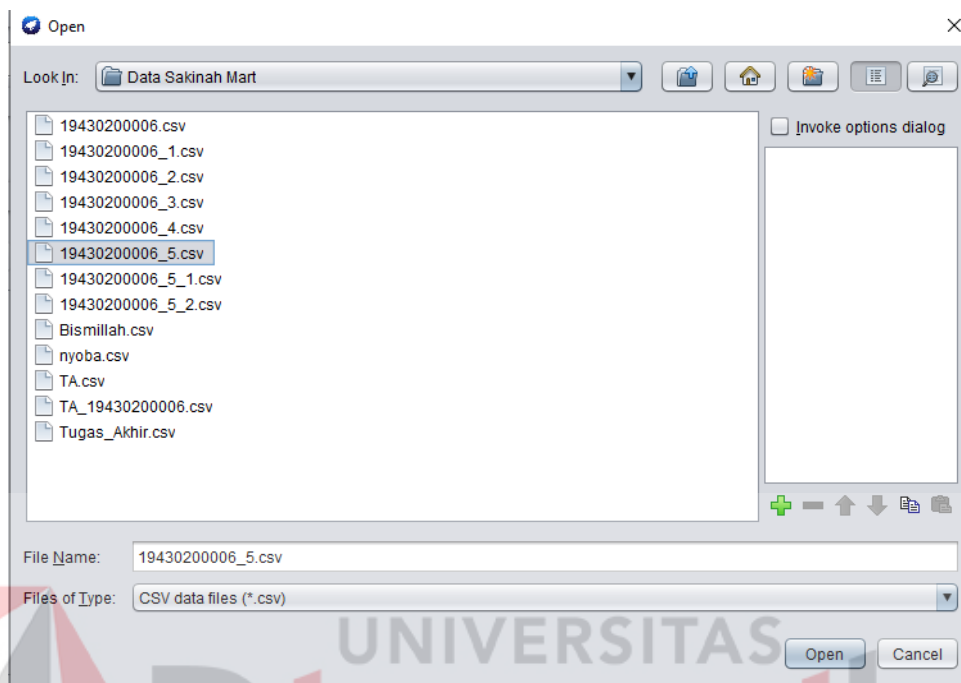 Open
Look In: Data Sakinah Mart
19430200006.csv
Invoke options dialog
19430200006_1.csv
19430200006_2.csv
19430200006_3.csv
19430200006_4.csv
19430200006_5.csv
19430200006_5_1.csv
19430200006_5_2.csv
Bismillah.csv
nyoba.csv
TA.csv
TA_19430200006.csv
Tugas_Akhir.csv
File Name: 19430200006_5.csv
Files of Type: CSV data files (*.csv)
UNIVERSITAS
Open Cancel